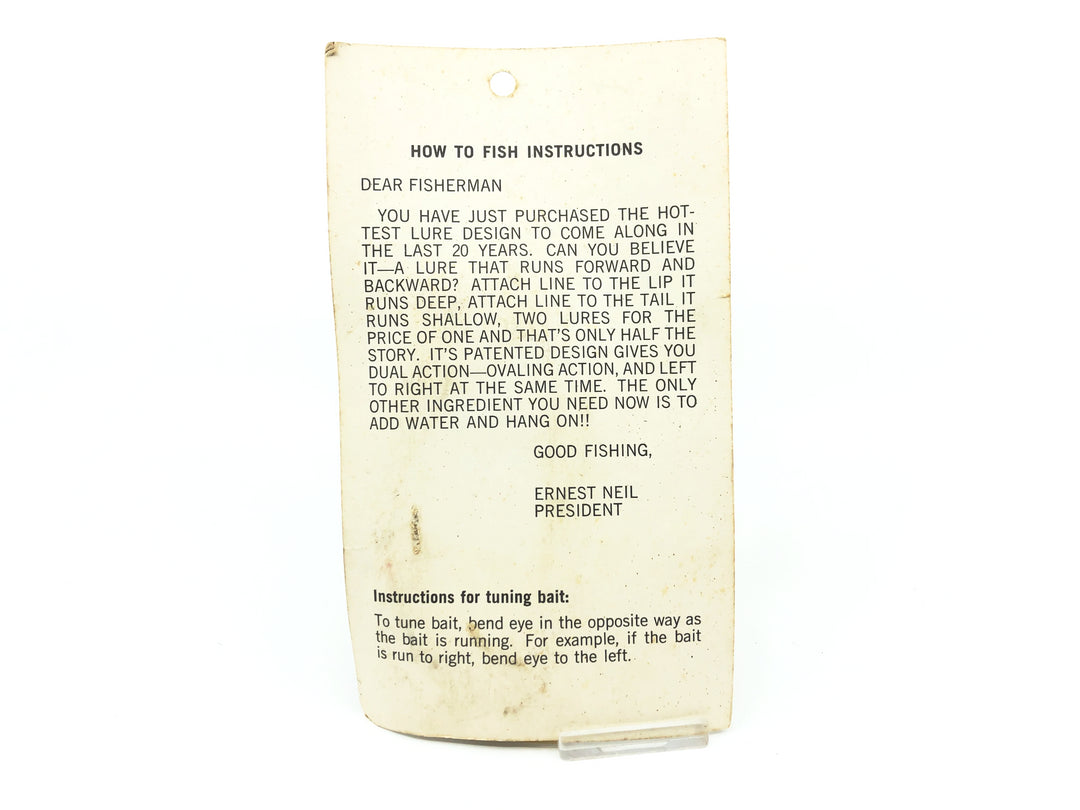 HOW TO FISH INSTRUCTIONS
DEAR FISHERMAN
YOU HAVE JUST PURCHASED THE HOT-
TEST LURE DESIGN TO COME ALONG IN
THE LAST 20 YEARS. CAN YOU BELIEVE
IT—A LURE THAT RUNS FORWARD AND
BACKWARD? ATTACH LINE TO THE LIP IT
RUNS DEEP, ATTACH LINE TO THE TAIL IT
RUNS SHALLOW, TWO LURES FOR THE
PRICE OF ONE AND THAT'S ONLY HALF THE
STORY. IT'S PATENTED DESIGN GIVES YOU
DUAL ACTION—OVALING ACTION, AND LEFT
TO RIGHT AT THE SAME TIME. THE ONLY
OTHER INGREDIENT YOU NEED NOW IS TO
ADD WATER AND HANG ON!!
GOOD FISHING,
ERNEST NEIL
PRESIDENT
Instructions for tuning bait:
To tune bait, bend eye in the opposite way as
the bait is running. For example, if the bait
is run to right, bend eye to the left.